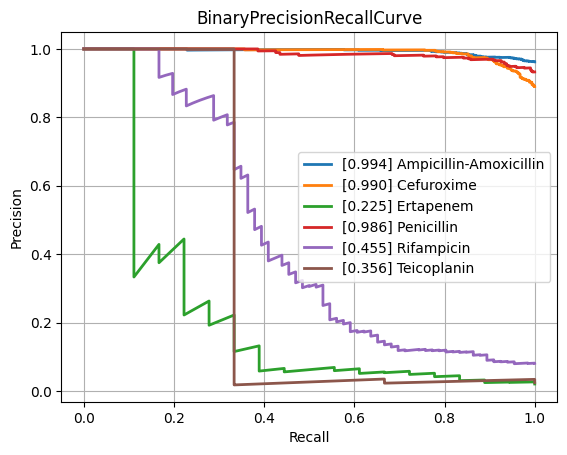 BinaryPrecisionRecallCurve
Precision
1.0
0.8
0.6
0.4
0.2
0.0
[0.994] Ampicillin-Amoxicillin
[0.990] Cefuroxime
[0.225] Ertapenem
[0.986] Penicillin
[0.455] Rifampicin
[0.356] Teicoplanin
0.0 0.2 0.4 0.6 0.8 1.0
Recall